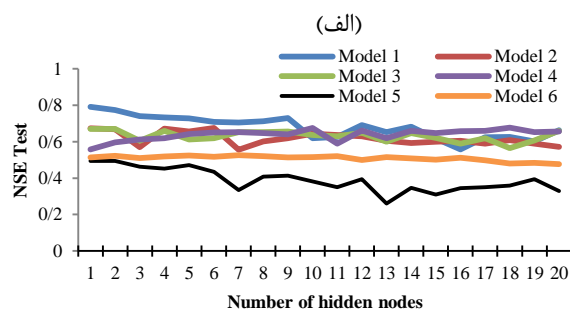 (الف)
Model 1 Model 2
Model 3 Model 4
Model 5 Model 6
NSE Test
1
0/8
0/6
0/4
0/2
0
1 2 3 4 5 6 7 8 9 10 11 12 13 14 15 16 17 18 19 20
Number of hidden nodes